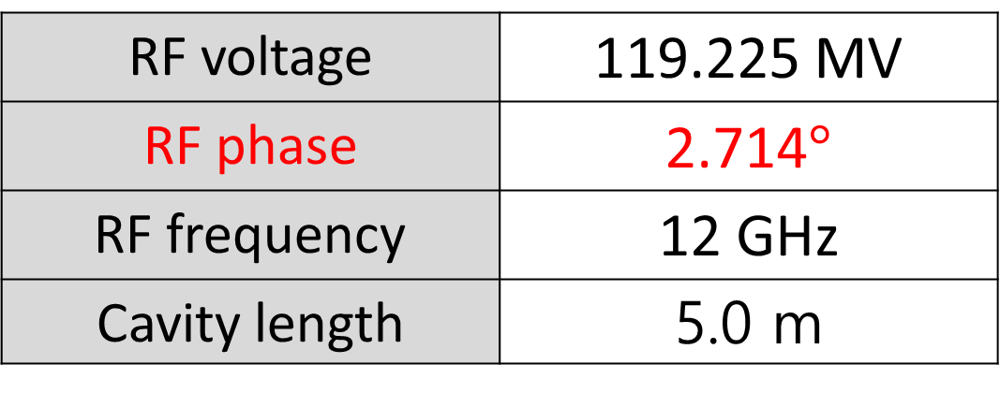 RF voltage 119.225 MV
RF phase 2.714°
RF frequency 12 GHz
Cavity length 5.0 m